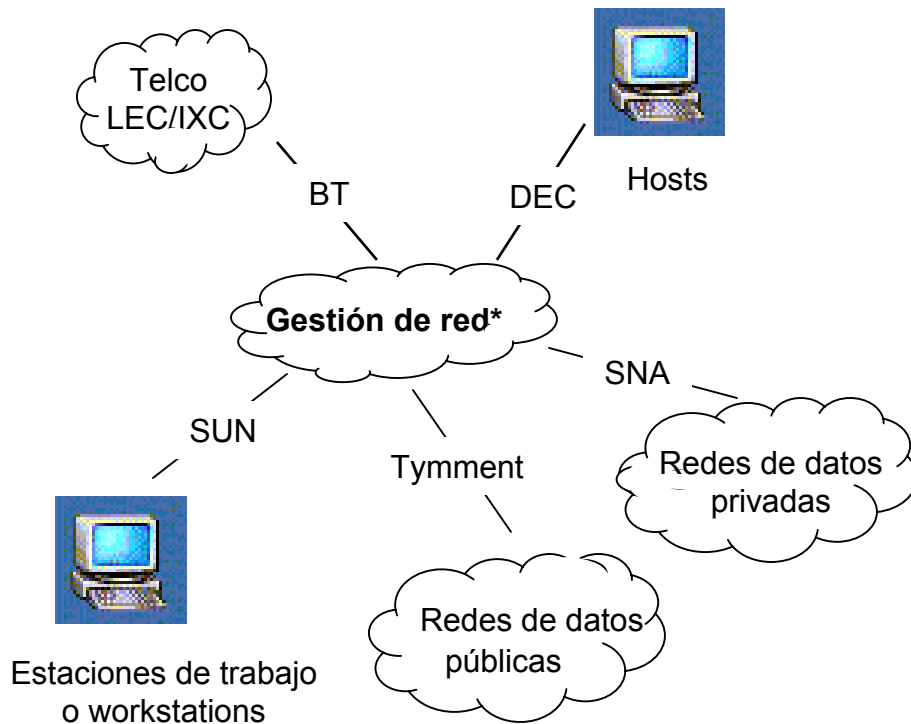 Telco
LEC/IXC
Hosts
BT
DEC
Gestión de red*
SNA
SUN
Tymment
Redes de datos
privadas
Redes de datos
públicas
Estaciones de trabajo
o workstations